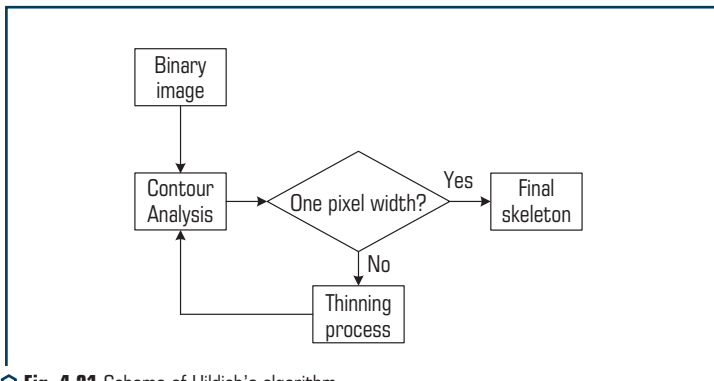 Binary
image
Contour
Analysis
One pixel width?
Yes
Final
skeleton
No
Thinning
process
Fig. 4.21 Scheme of Hildich's algorithm